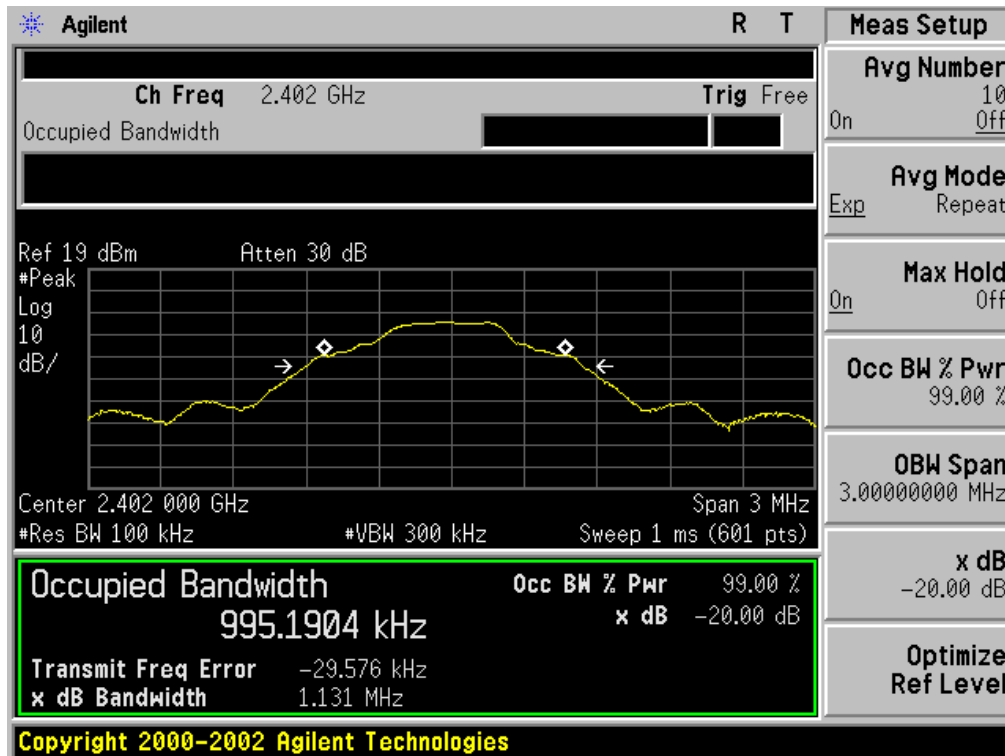 Agilent R T
Ch Freq 2.402 GHz Trig Free
Occupied Bandwidth
Ref 19 dBm Atten 30 dB
#Peak
Log
10
dB/
Center 2.402 000 GHz Span 3 MHz
#Res BW 100 kHz #VBW 300 kHz Sweep 1 ms (601 pts)
Occupied Bandwidth Occ BW % Pwr 99.00 %
995.1904 kHz x dB -20.00 dB
Transmit Freq Error -29.576 kHz
x dB Bandwidth 1.131 MHz
Copyright 2000-2002 Agilent Technologies
Meas Setup
Avg Number
10
On Off
Avg Mode
Exp Repeat
Max Hold
On Off
Occ BW % Pwr
99.00 %
OBW Span
3.00000000 MHz
x dB
-20.00 dB
Optimize
Ref Level